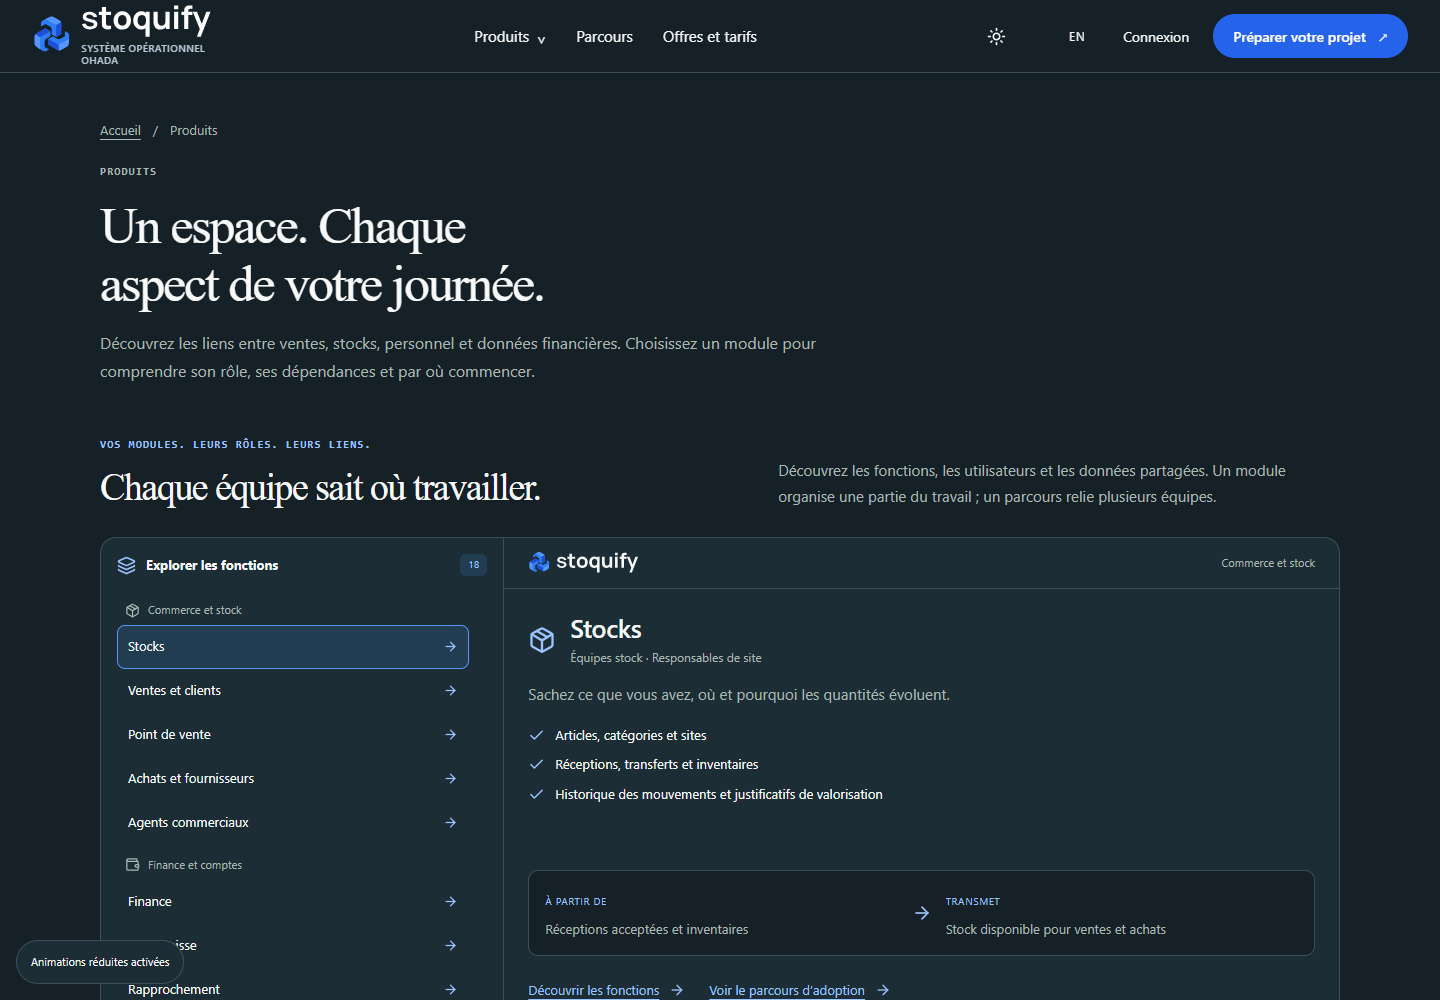 stoquify
SYSTÈME OPÉRATIONNEL
OHADA
Produits
Parcours
Offres et tarifs
EN
Connexion
Préparer votre projet
Accueil / Produits
PRODUITS
Un espace. Chaque
aspect de votre journée.
Découvrez les liens entre ventes, stocks, personnel et données financières. Choisissez un module pour
comprendre son rôle, ses dépendances et par où commencer.
VOS MODULES. LEURS RÔLES. LEURS LIENS.
Chaque équipe sait où travailler.
Découvrez les fonctions, les utilisateurs et les données partagées. Un module
organise une partie du travail ; un parcours relie plusieurs équipes.
Explorer les fonctions
18
Commerce et stock
Stocks
Ventes et clients
Point de vente
Achats et fournisseurs
Agents commerciaux
Finance et comptes
Finance
isse
Rapprochement
Animations réduites activées
stoquify
Commerce et stock
Stocks
Équipes stock · Responsables de site
Sachez ce que vous avez, où et pourquoi les quantités évoluent.
Articles, catégories et sites
Réceptions, transferts et inventaires
Historique des mouvements et justificatifs de valorisation
À PARTIR DE
Réceptions acceptées et inventaires
TRANSMET
Stock disponible pour ventes et achats
Découvrir les fonctions
Voir le parcours d'adoption